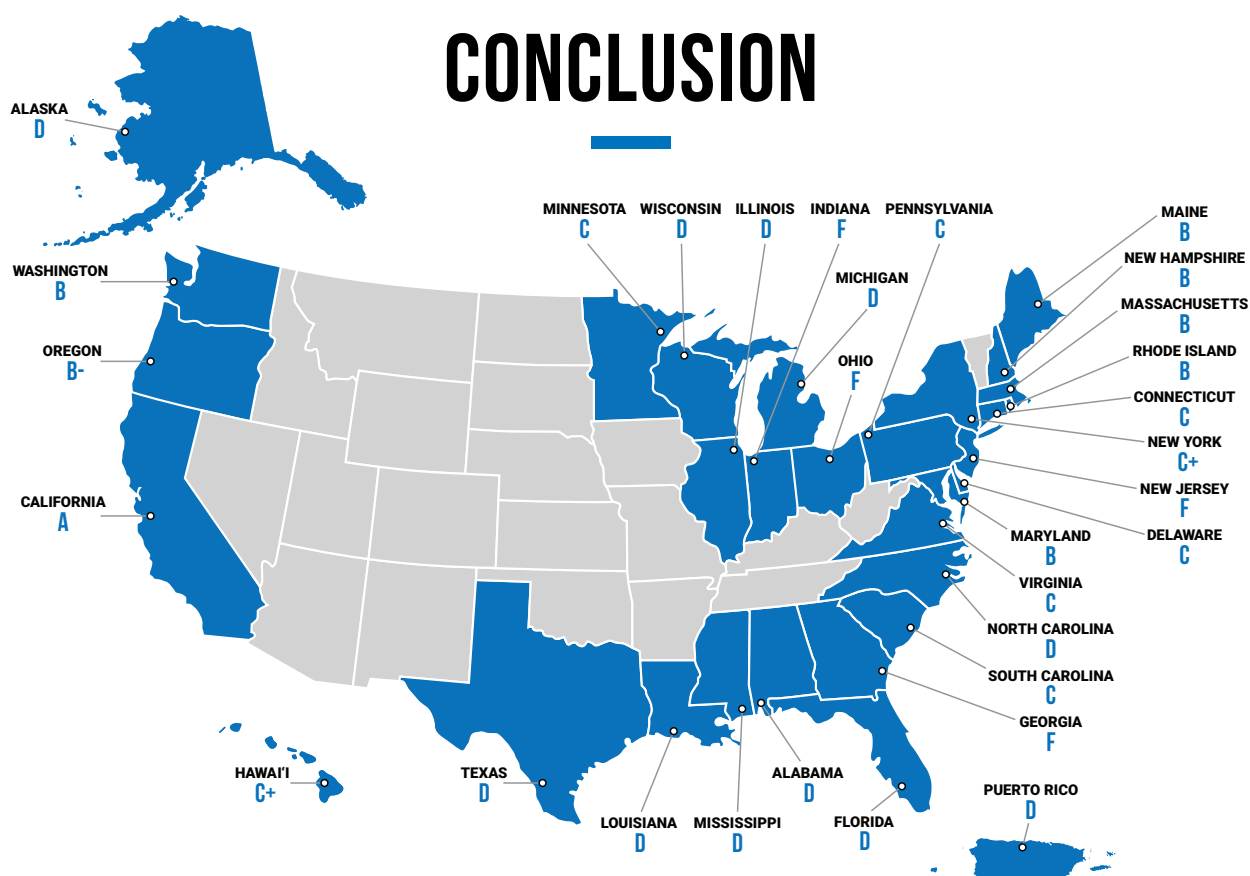 CONCLUSION
ALASKA
D
MINNESOTA
C
WISCONSIN
D
ILLINOIS
D
INDIANA
F
PENNSYLVANIA
C
MAINE
B
NEW HAMPSHIRE
B
WASHINGTON
B
MICHIGAN
D
MASSACHUSETTS
B
OREGON
B-
OHIO
F
RHODE ISLAND
B
CONNECTICUT
C
NEW YORK
C+
CALIFORNIA
A
NEW JERSEY
F
MARYLAND
B
DELAWARE
C
VIRGINIA
C
NORTH CAROLINA
D
SOUTH CAROLINA
C
GEORGIA
F
HAWAI'I
C+
TEXAS
D
ALABAMA
D
PUERTO RICO
D
LOUISIANA
D
MISSISSIPPI
D
FLORIDA
D